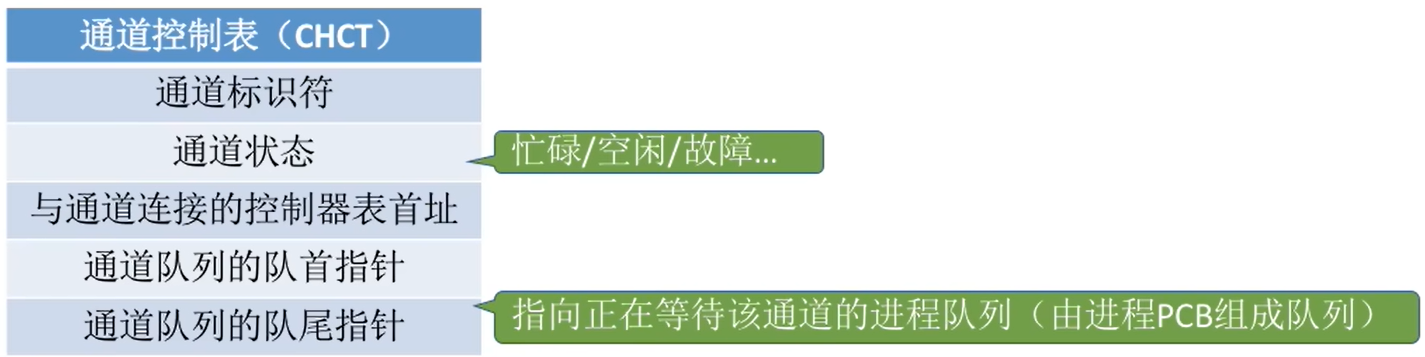 通道控制表（CHCT）
通道标识符
通道状态
忙碌/空闲/故障...
与通道连接的控制器表首址
通道队列的队首指针
通道队列的队尾指针
指向正在等待该通道的进程队列（由进程PCB组成队列）